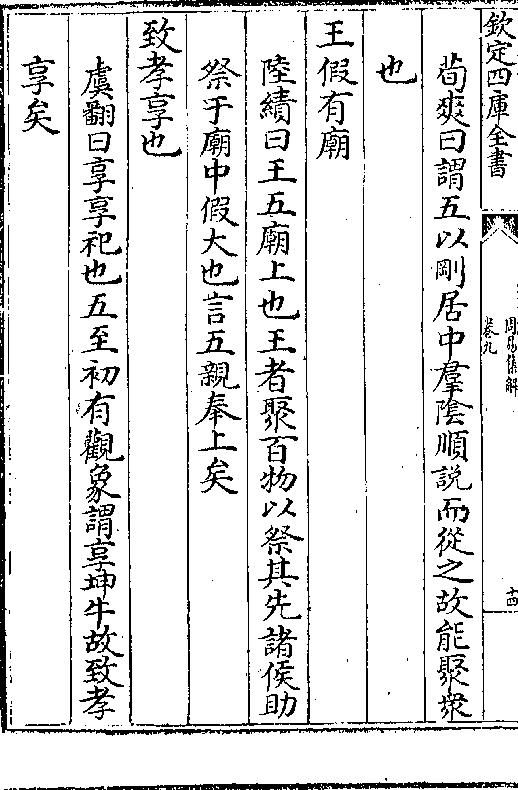 欽定四庫全書
周易集解
卷九
十四
荀爽曰謂五以剛居中羣陰順說而從之故能聚衆
也
王假有廟
陸績曰王五廟上也王者聚百物以祭其先諸侯助
祭于廟中假大也言五親奉上矣
致孝享也
虞翻曰享享祀也五至初有觀象謂享坤牛故致孝
享矣